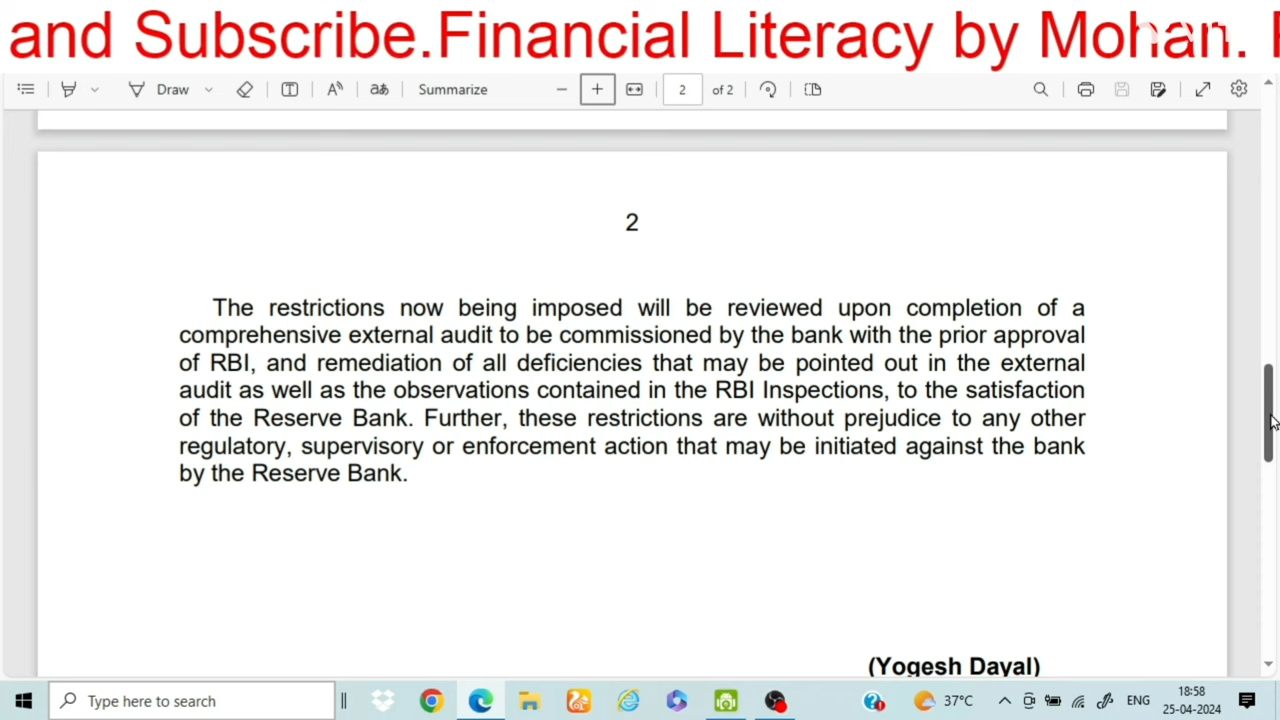 and Subscribe.Financial Literacy by Mohan.
Draw
Summarize
2
of 2
2
The restrictions now being imposed will be reviewed upon completion of a
comprehensive external audit to be commissioned by the bank with the prior approval
of RBI, and remediation of all deficiencies that may be pointed out in the external
audit as well as the observations contained in the RBI Inspections, to the satisfaction
of the Reserve Bank. Further, these restrictions are without prejudice to any other
regulatory, supervisory or enforcement action that may be initiated against the bank
by the Reserve Bank.
(Yogesh Dayal)
Type here to search
37°C
ENG
18:58
25-04-2024